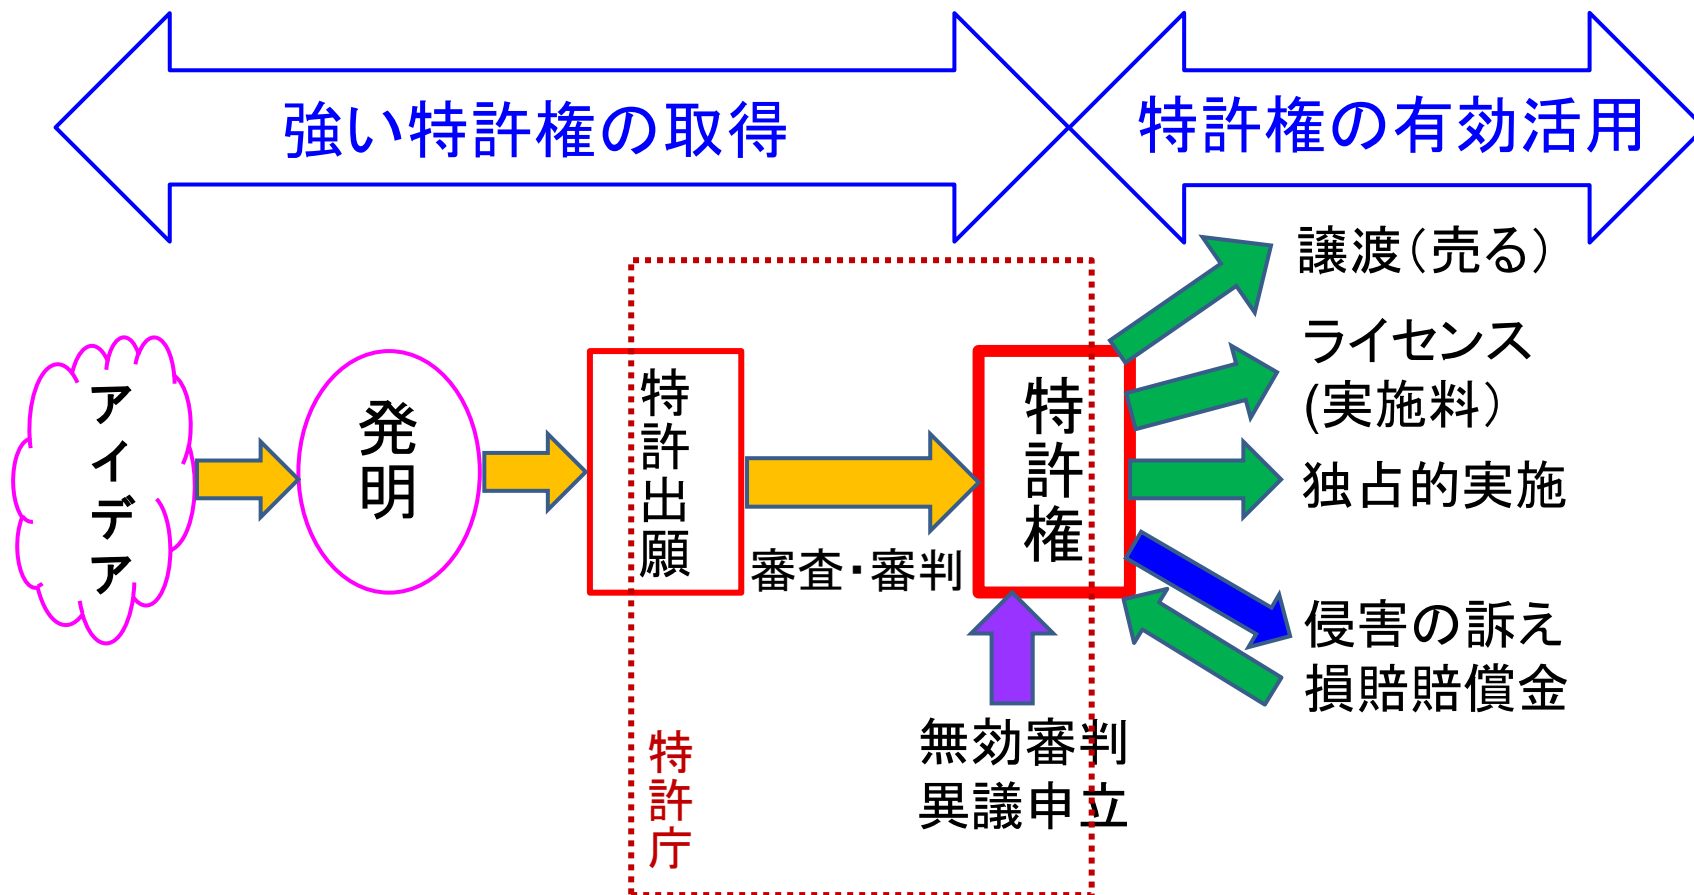 強い特許権の取得
特許権の有効活用
アイデア
発明
特許出願
審査・審判
特許権
無効審判
異議申立
特許庁
譲渡（売る）
ライセンス
(実施料）
独占的実施
侵害の訴え
損賠賠償金